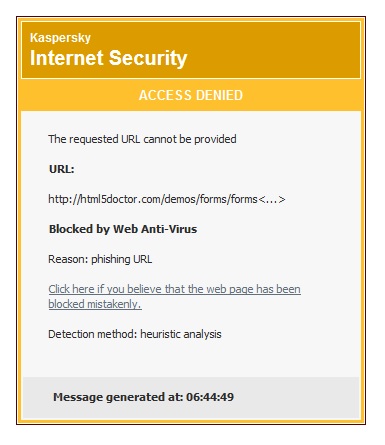 Kaspersky
Internet Security
ACCESS DENIED
The requested URL cannot be provided
URL:
http://html5doctor.com/demos/forms/forms<...>
Blocked by Web Anti-Virus
Reason: phishing URL
Click here if you believe that the web page has been
blocked mistakenly.
Detection method: heuristic analysis
Message generated at: 06:44:49